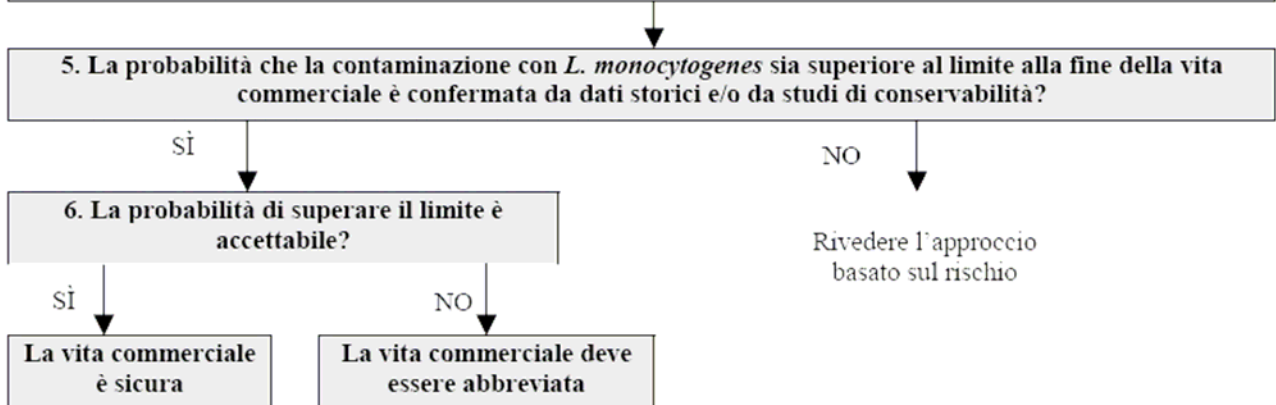 5. La probabilità che la contaminazione con L. monocytogenes sia superiore al limite alla fine della vita
commerciale è confermata da dati storici e/o da studi di conservabilità?
SÌ
NO
6. La probabilità di superare il limite è
accettabile?
Rivedere l`approccio
basato sul rischio
SÌ
NO
La vita commerciale
è sicura
La vita commerciale deve
essere abbreviata